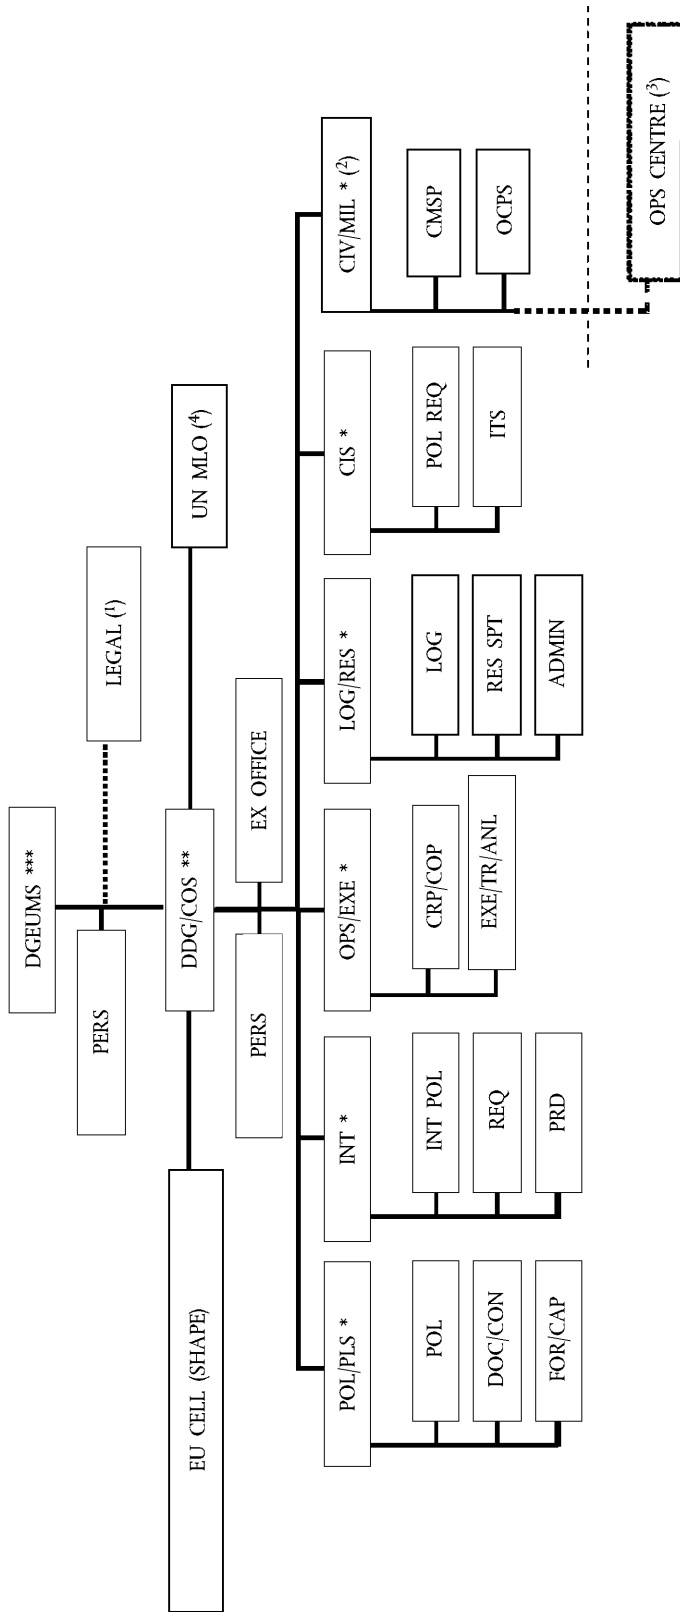 DGEUMS ***
PERS
LEGAL (¹)
EU CELL (SHAPE)
DDG/COS **
UN MLO (⁴)
PERS
EX OFFICE
POL/PLS *
INT *
OPS/EXE *
LOG/RES *
CIS *
CIV/MIL * (²)
POL
DOC/CON
FOR/CAP
INT POL
REQ
PRD
CRP/COP
EXE/TR/ANL
LOG
RES SPT
ADMIN
POL REQ
ITS
CMSP
OCPS
OPS CENTRE (³)